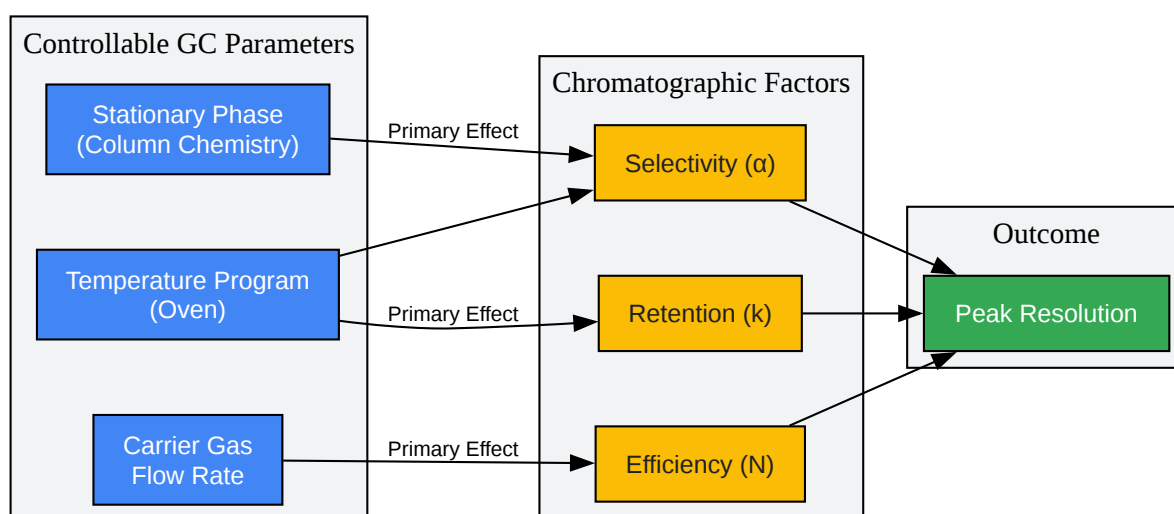 Controllable GC Parameters
Stationary Phase
(Column Chemistry)
Temperature Program
(Oven)
Carrier Gas
Flow Rate
Primary Effect
Primary Effect
Primary Effect
Chromatographic Factors
Selectivity (α)
Retention (k)
Efficiency (N)
Outcome
Peak Resolution